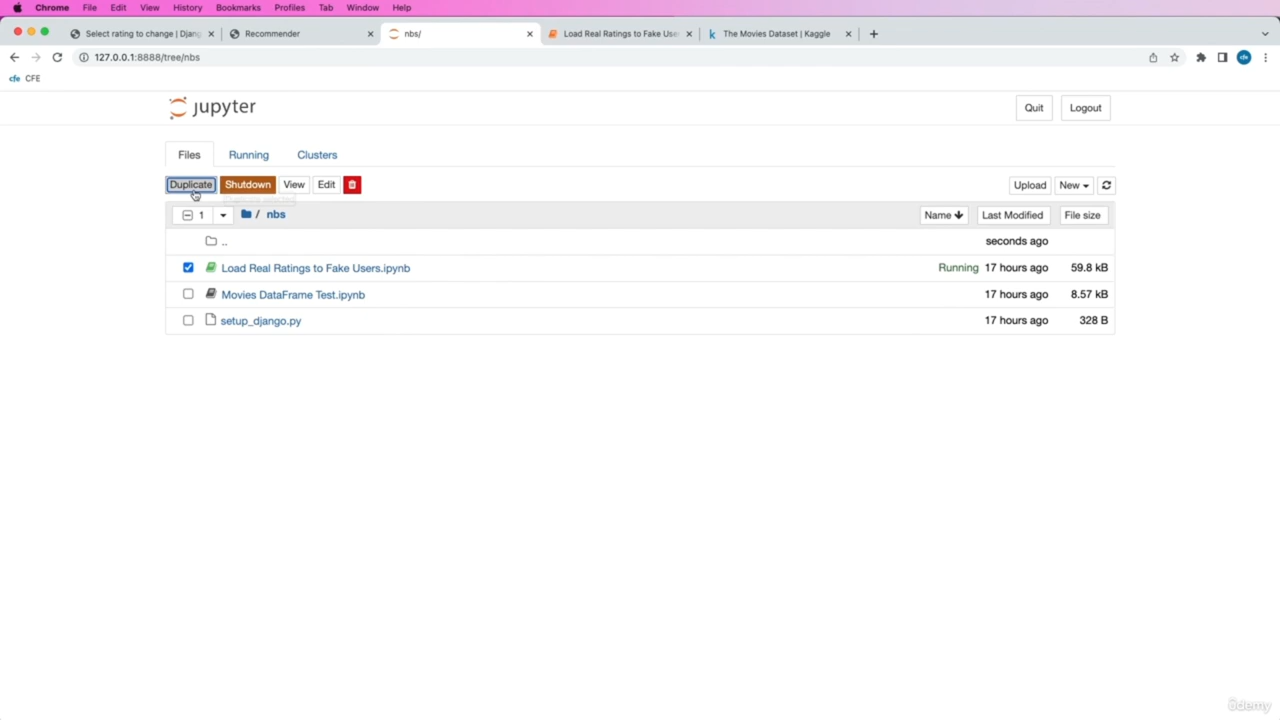 Chrome File Edit View History Bookmarks Profiles Tab Window Help
Select rating to change | Djang
Recommender
nbs/
Load Real Ratings to Fake User
The Movies Dataset | Kaggle
127.0.0.1:8888/tree/nbs
cfe
cfe CFE
jupyter
Quit
Logout
Files
Running
Clusters
Duplicate
Shutdown
View
Edit
Upload
New
1
/ nbs
Name
Last Modified
File size
..
seconds ago
Load Real Ratings to Fake Users.ipynb
Running 17 hours ago
59.8 kB
Movies DataFrame Test.ipynb
17 hours ago
8.57 kB
setup_django.py
17 hours ago
328 B
ûdemy